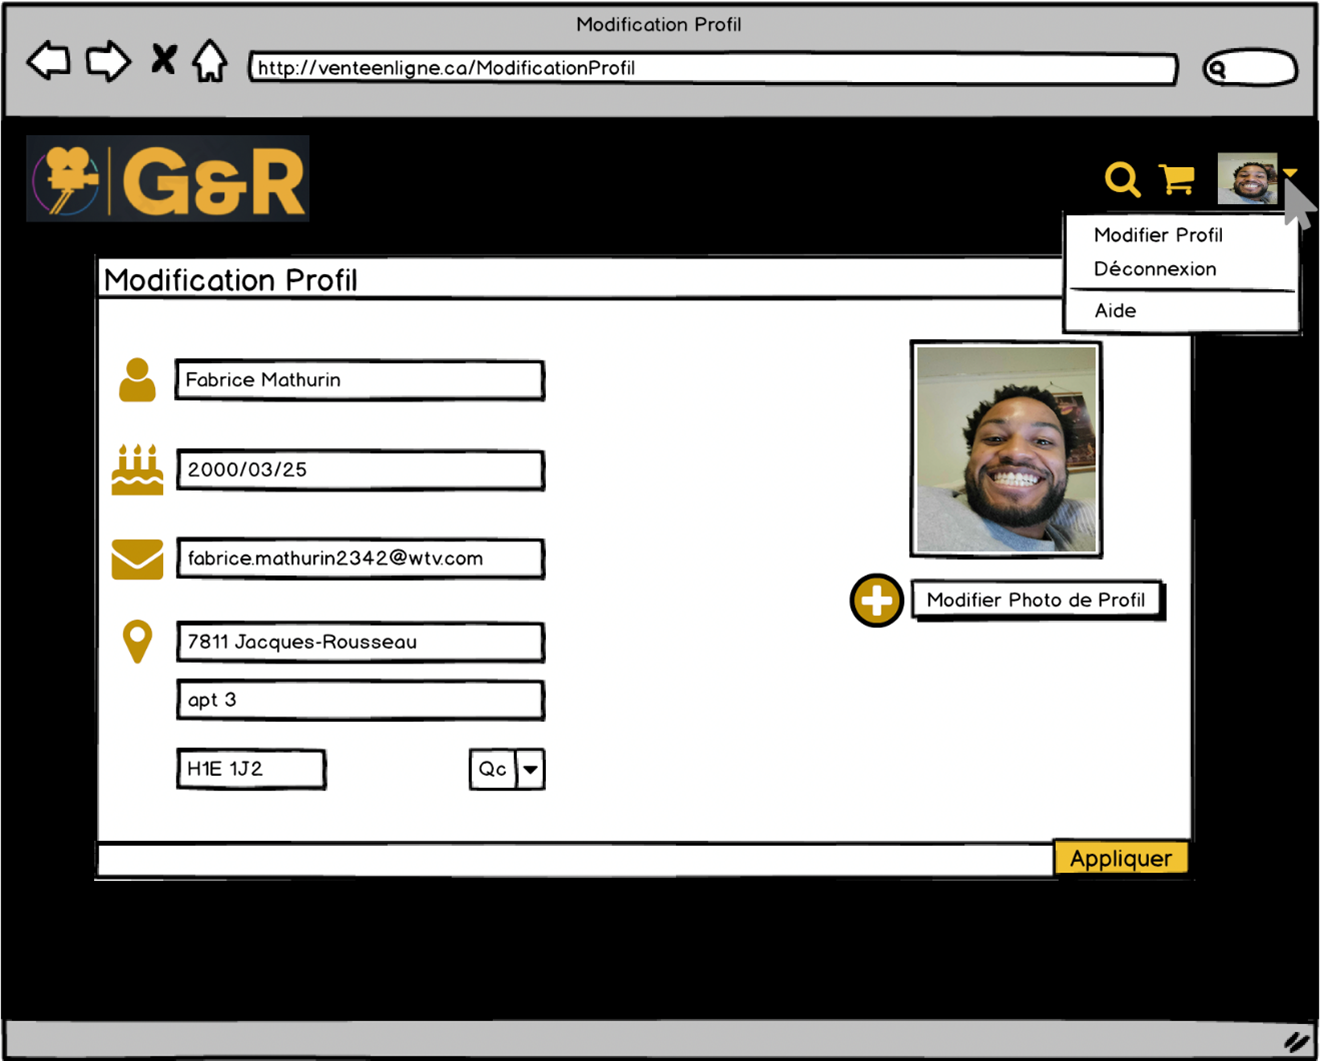 Modification Profil
http://venteenligne.ca/ModificationProfil
G&R
Modifier Profil
Déconnexion
Aide
Modification Profil
Fabrice Mathurin
2000/03/25
fabrice.mathurin2342@wtv.com
7811 Jacques-Rousseau
apt 3
H1E 1J2
Qc
Modifier Photo de Profil
Appliquer